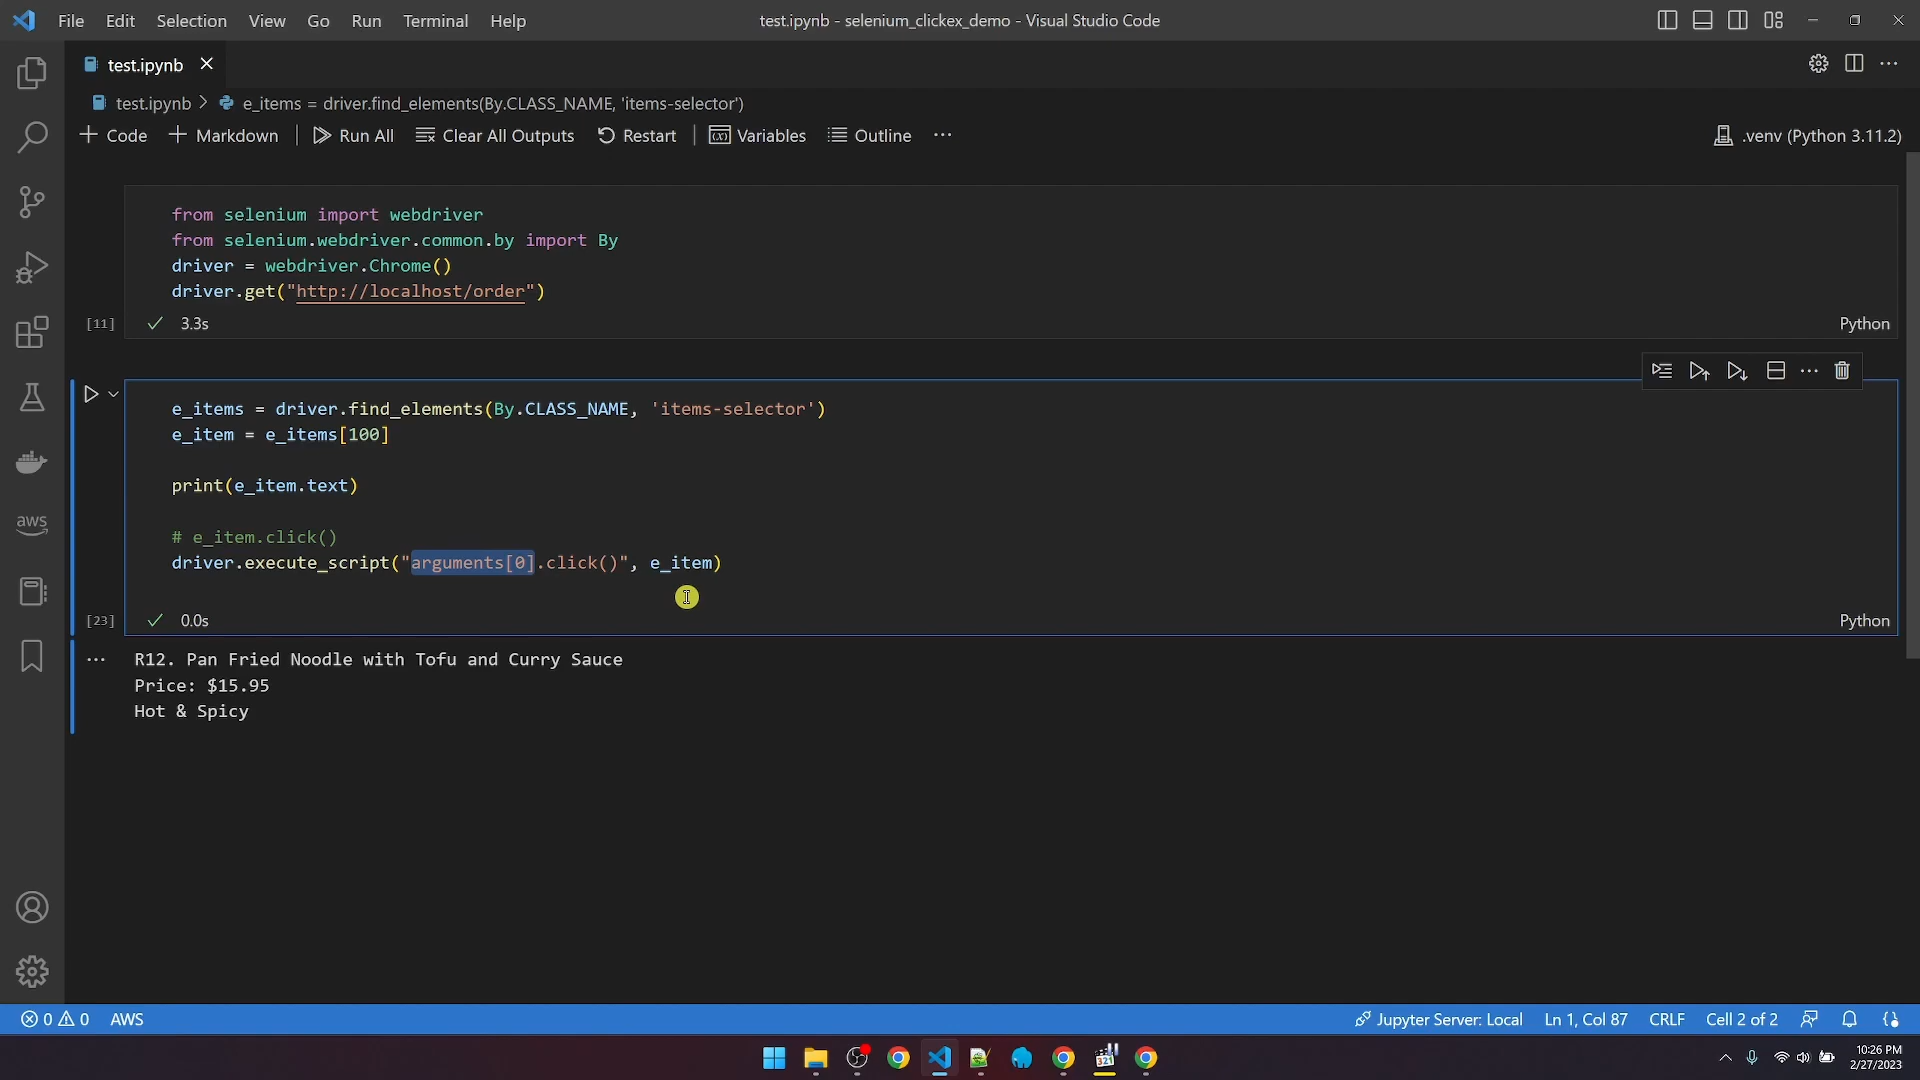 File Edit Selection View Go Run Terminal Help
test.ipynb - selenium_clickex_demo - Visual Studio Code
test.ipynb
test.ipynb > e_items = driver.find_elements(By.CLASS_NAME, 'items-selector')
+ Code + Markdown Run All Clear All Outputs Restart Variables Outline ...
.venv (Python 3.11.2)
from selenium import webdriver
from selenium.webdriver.common.by import By
driver = webdriver.Chrome()
driver.get("http://localhost/order")
[11] 3.3s Python
e_items = driver.find_elements(By.CLASS_NAME, 'items-selector')
e_item = e_items[100]
print(e_item.text)
# e_item.click()
driver.execute_script("arguments[0].click()", e_item)
[23] 0.0s Python
R12. Pan Fried Noodle with Tofu and Curry Sauce
Price: $15.95
Hot & Spicy
aws
0 0 AWS
Jupyter Server: Local Ln 1, Col 87 CRLF Cell 2 of 2
321
10:26 PM
2/27/2023